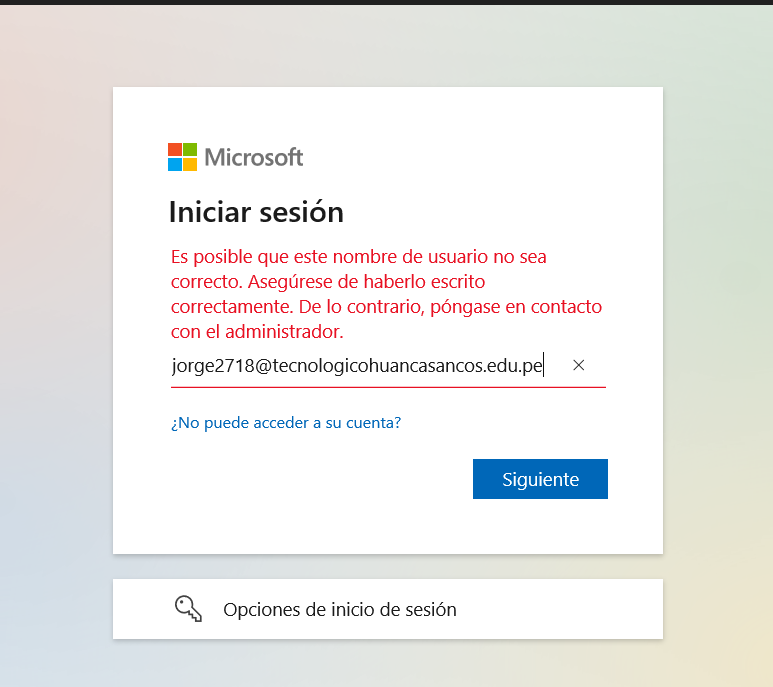 Microsoft
Iniciar sesión
Es posible que este nombre de usuario no sea
correcto. Asegúrese de haberlo escrito
correctamente. De lo contrario, póngase en contacto
con el administrador.
jorge2718@tecnologicohuancasancos.edu.pe
¿No puede acceder a su cuenta?
Siguiente
Opciones de inicio de sesión